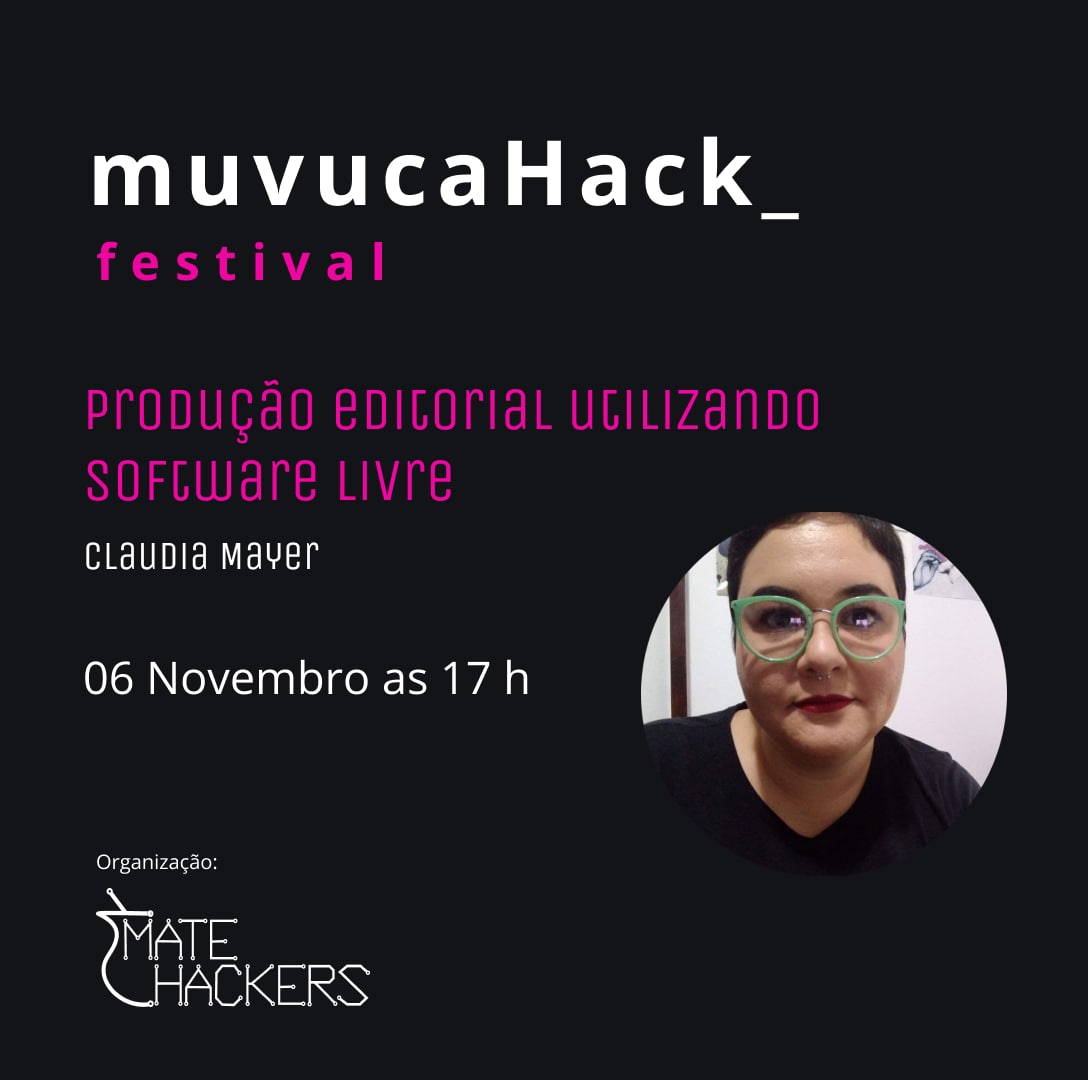 muvucaHack_
festival
Produção editorial utilizando
software livre
Claudia Mayer
06 Novembro as 17 h
Organização:
MATE
HACKERS